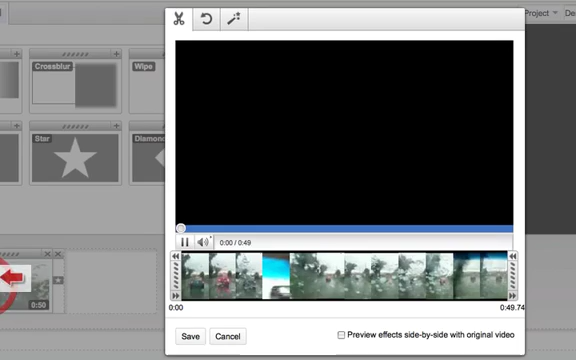 Project
De
Crossblur
Wipe
Star
Diamond
0:00 / 0:49
0:50
0:00
0:49.74
Save
Cancel
Preview effects side-by-side with original video